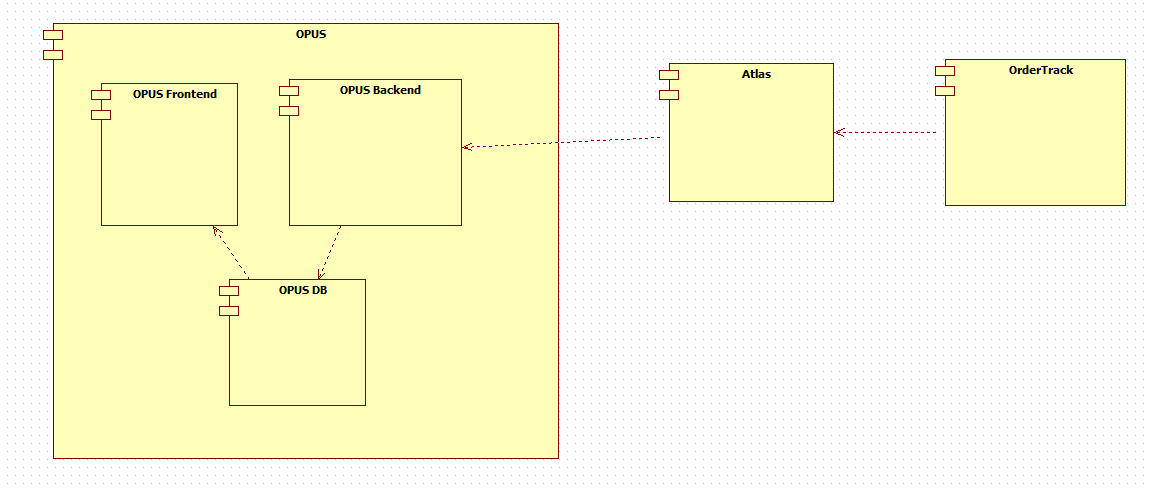 OPUS
OPUS Frontend
OPUS Backend
OPUS DB
Atlas
OrderTrack